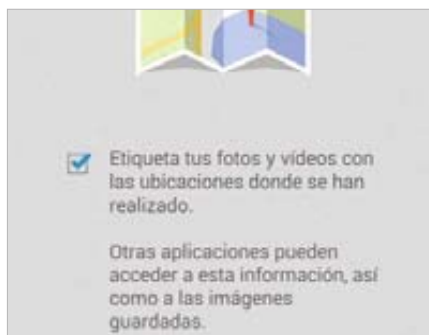 Etiqueta tus fotos y vídeos con
las ubicaciones donde se han
realizado.
Otras aplicaciones pueden
acceder a esta información, así
como a las imágenes
guardadas.